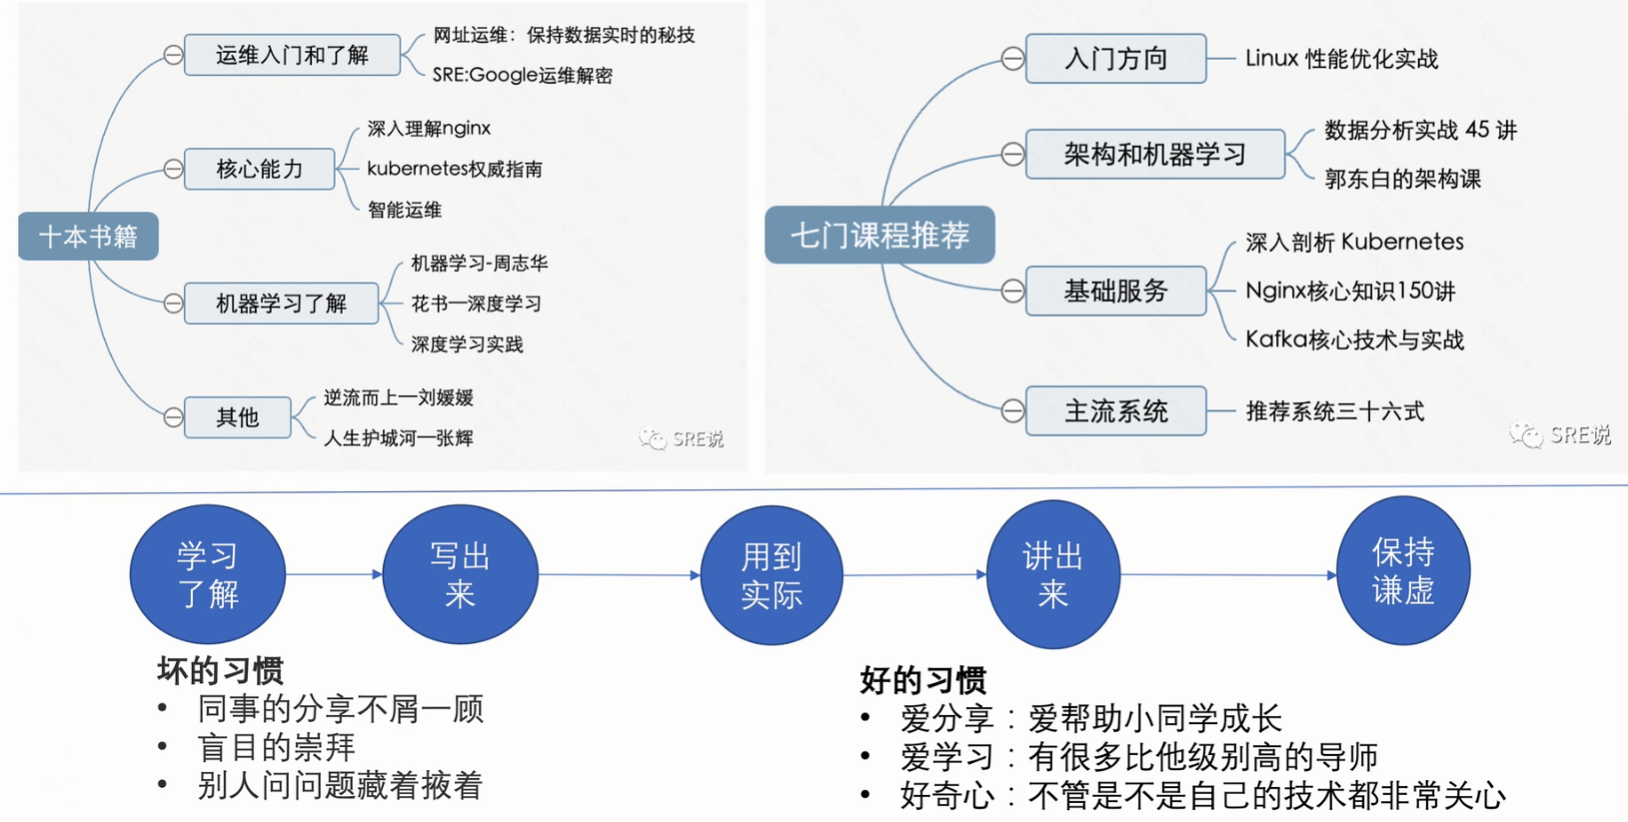 十本书籍
运维入门和了解
网址运维：保持数据实时的秘技
SRE:Google运维解密
核心能力
深入理解nginx
kubernetes权威指南
智能运维
机器学习了解
机器学习-周志华
花书—深度学习
深度学习实践
其他
逆流而上—刘媛媛
人生护城河—张辉
SRE说
七门课程推荐
入门方向
Linux 性能优化实战
架构和机器学习
数据分析实战 45 讲
郭东白的架构课
基础服务
深入剖析 Kubernetes
Nginx核心知识150讲
Kafka核心技术与实战
主流系统
推荐系统三十六式
SRE说
学习
了解
写出
来
用到
实际
讲出
来
保持
谦虚
坏的习惯
• 同事的分享不屑一顾
• 盲目的崇拜
• 别人问问题藏着掖着
好的习惯
• 爱分享：爱帮助小同学成长
• 爱学习：有很多比他级别高的导师
• 好奇心：不管是不是自己的技术都非常关心